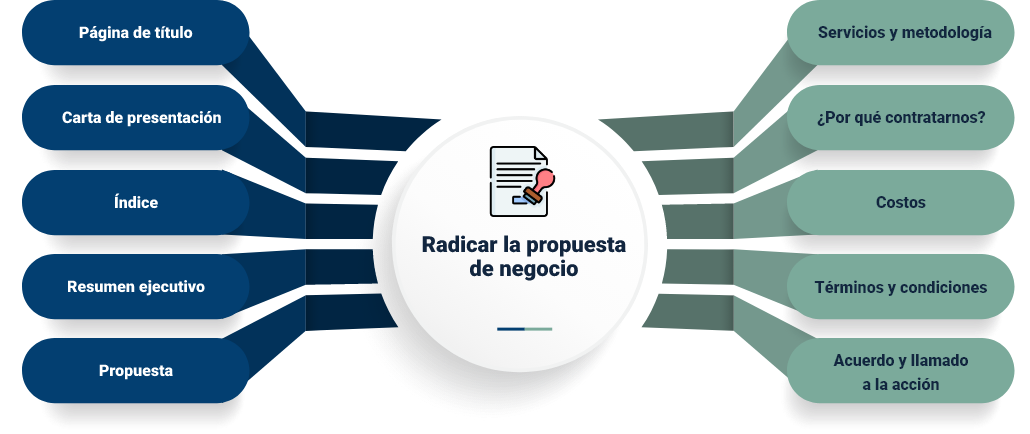 Página de título
Carta de presentación
Índice
Resumen ejecutivo
Propuesta
Radicar la propuesta
de negocio
Servicios y metodología
¿Por qué contratarnos?
Costos
Términos y condiciones
Acuerdo y llamado
a la acción